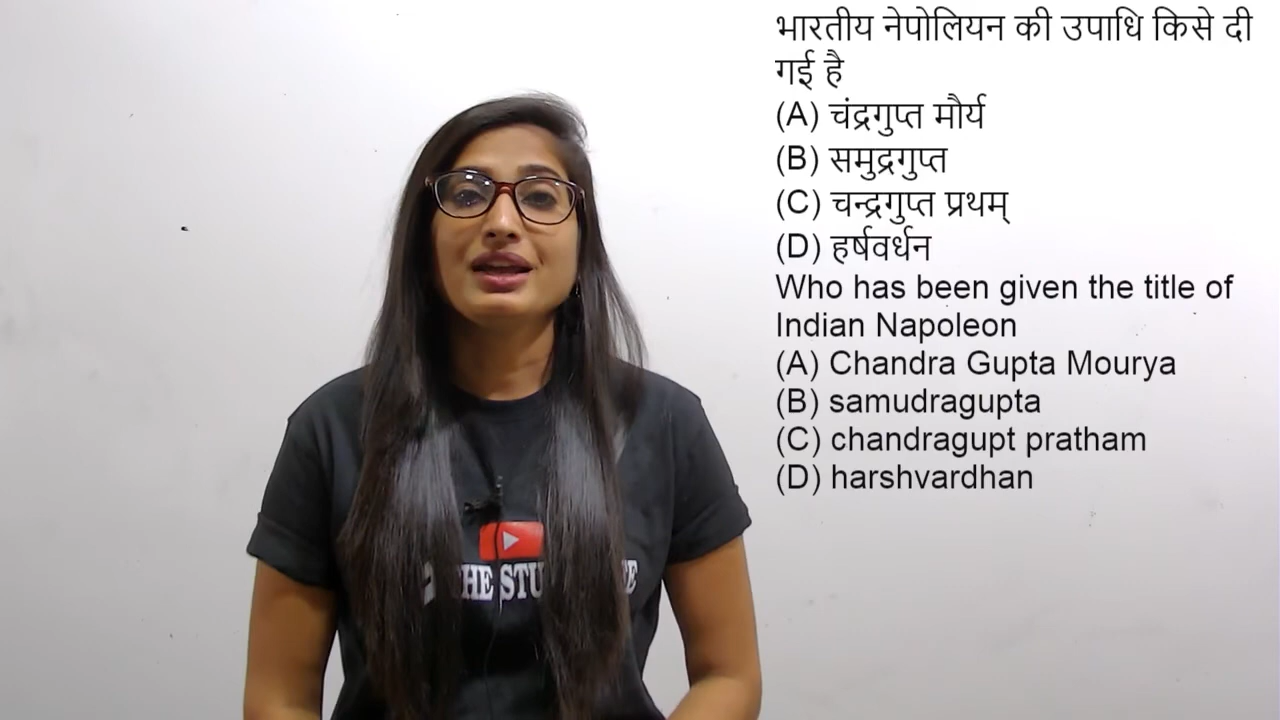 भारतीय नेपोलियन की उपाधि किसे दी
गई है
(A) चंद्रगुप्त मौर्य
(B) समुद्रगुप्त
(C) चन्द्रगुप्त प्रथम्
(D) हर्षवर्धन
Who has been given the title of
Indian Napoleon
(A) Chandra Gupta Mourya
(B) samudragupta
(C) chandragupt pratham
(D) harshvardhan
THE